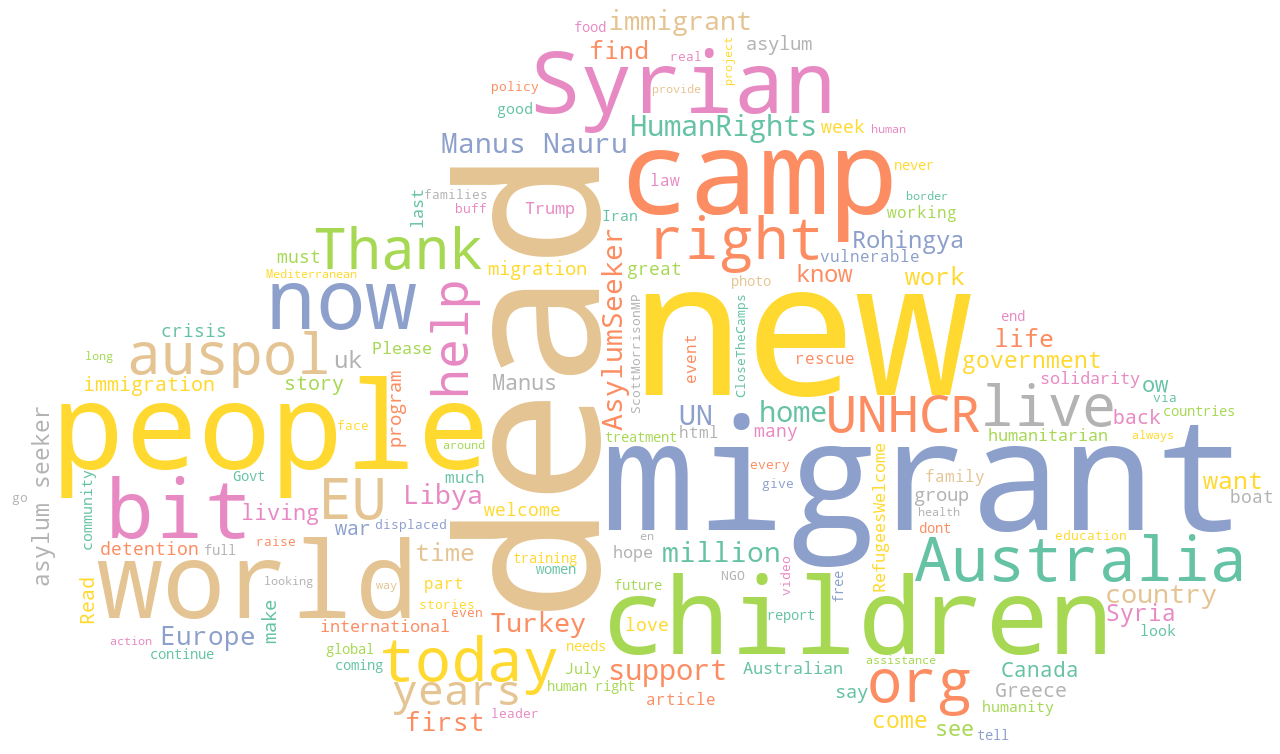 food
immigrant
find
real
project
asylum
Syrian
policy
provide
good
HumanRights
week
human
Manus Nauru
camp
never
families
law
last
buff
Trump
Iran
border
working
dead
Thank
right
Rohingya
must
Mediterranean
migration
AsylumSeeker
great
vulnerable
photo
know
work
now
help
new
ScottMorrisonMP
CloseTheCamps
end
crisis
auspol
uk
Please
event
rescue
life
government
long
immigration
story
Manus
solidarity
ow
via
people
program
UN
home
UNHCR
live
back
countries
asylum seeker
face
around
treatment
html
many
humanitarian
always
migrant
Govt
much
every
give
RefugeesWelcome
family
want
community
bit
living
EU
Libya
welcome
group
boat
go
war
displaced
health
detention
full
raise
time
training
en
hope
million
dont
education
Australia
world
looking
way
part
women
NGO
video
free
country
Read
stories
future
children
make
even
report
Syria
action
Europe
international
Turkey
love
look
continue
global
coming
today
needs
July
support
Australian
assistance
Canada
human right
years
article
say
org
Greece
humanity
first
leader
come
see
tell